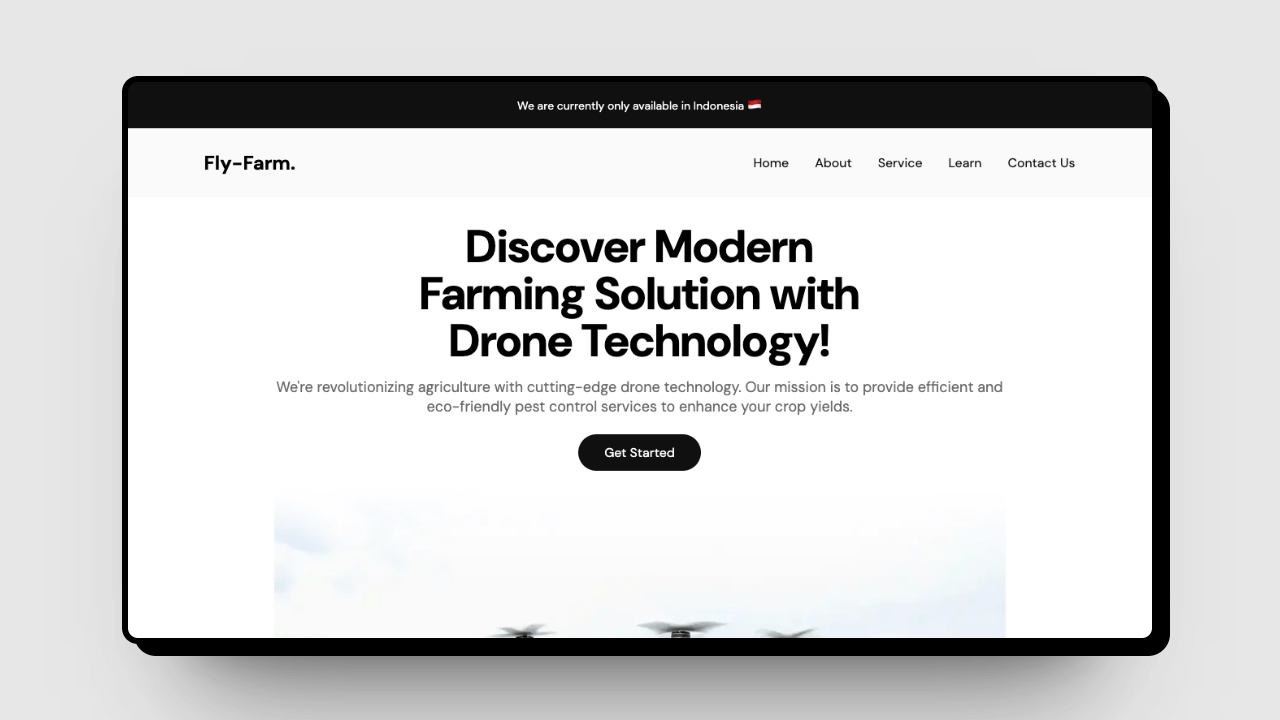 We are currently only available in Indonesia 🇮🇩
Fly-Farm.
Home About Service Learn Contact Us
Discover Modern
Farming Solution with
Drone Technology!
We're revolutionizing agriculture with cutting-edge drone technology. Our mission is to provide efficient and
eco-friendly pest control services to enhance your crop yields.
Get Started